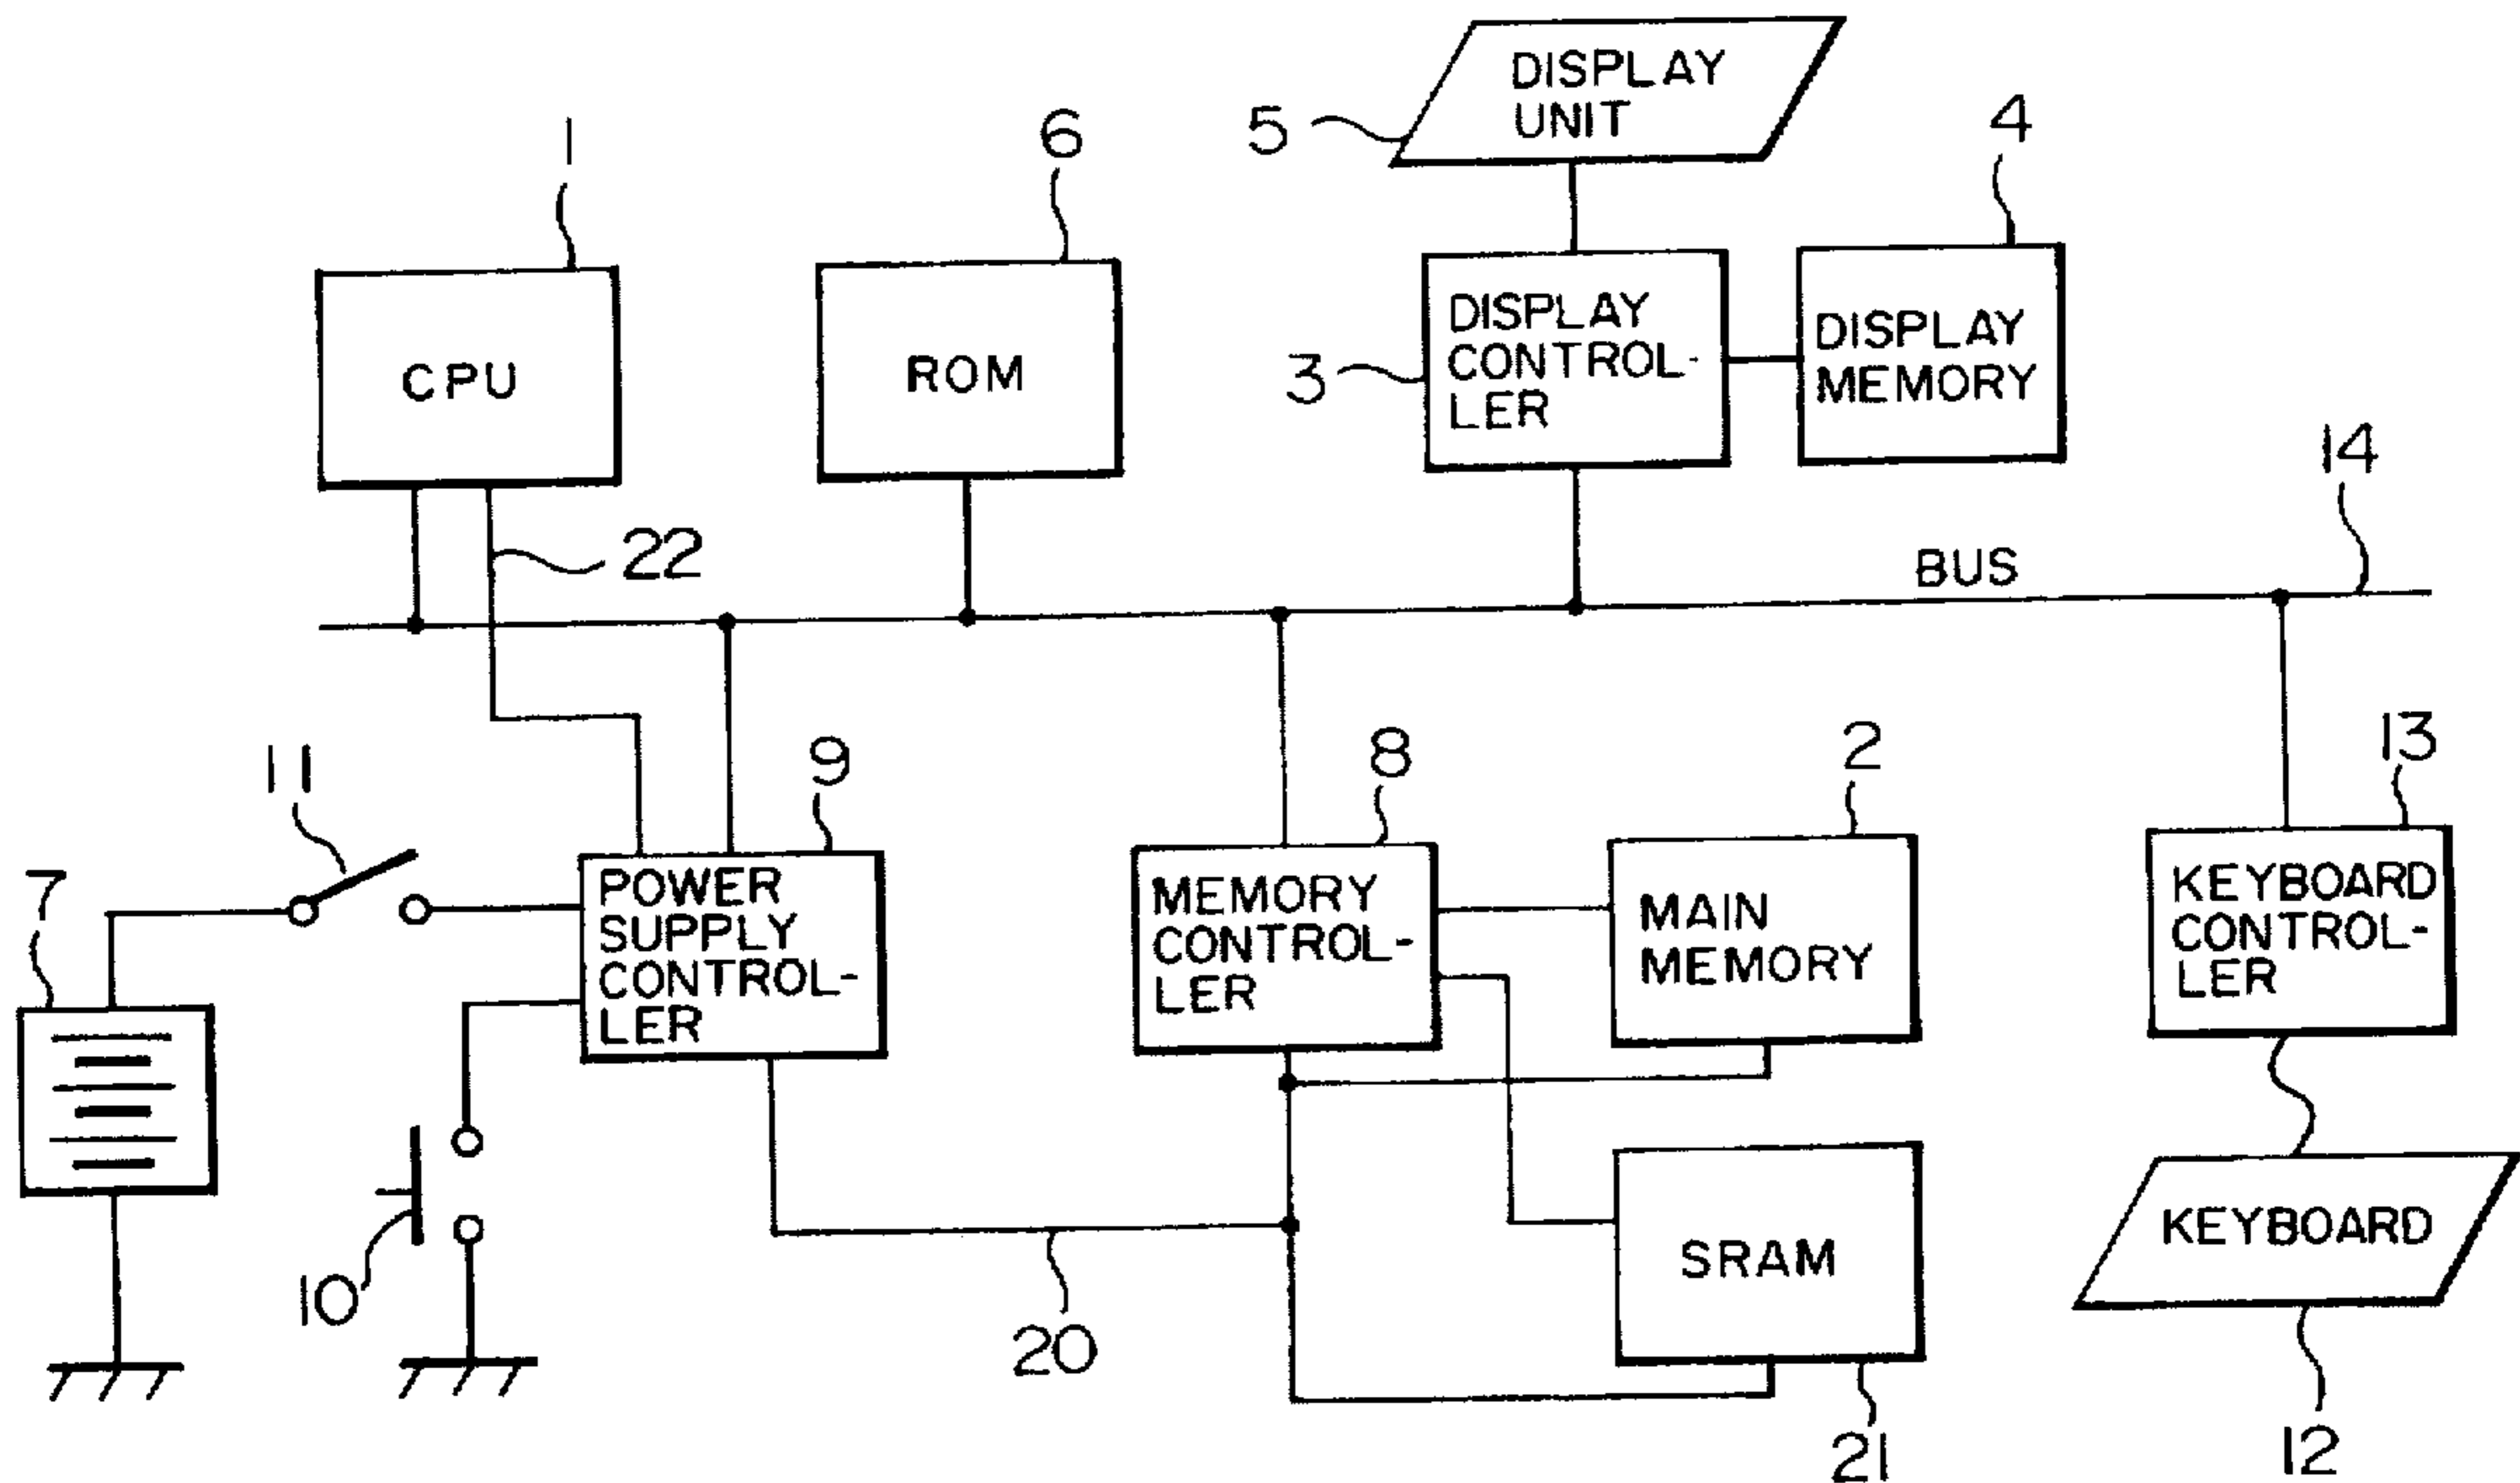 DISPLAY
UNIT
5
4
1
6
CPU
ROM
DISPLAY
CONTROL-
LER
3
DISPLAY
MEMORY
14
22
BUS
11
9
8
2
13
7
POWER
SUPPLY
CONTROL-
LER
MEMORY
CONTROL-
LER
MAIN
MEMORY
KEYBOARD
CONTROL-
LER
10
20
SRAM
21
KEYBOARD
12